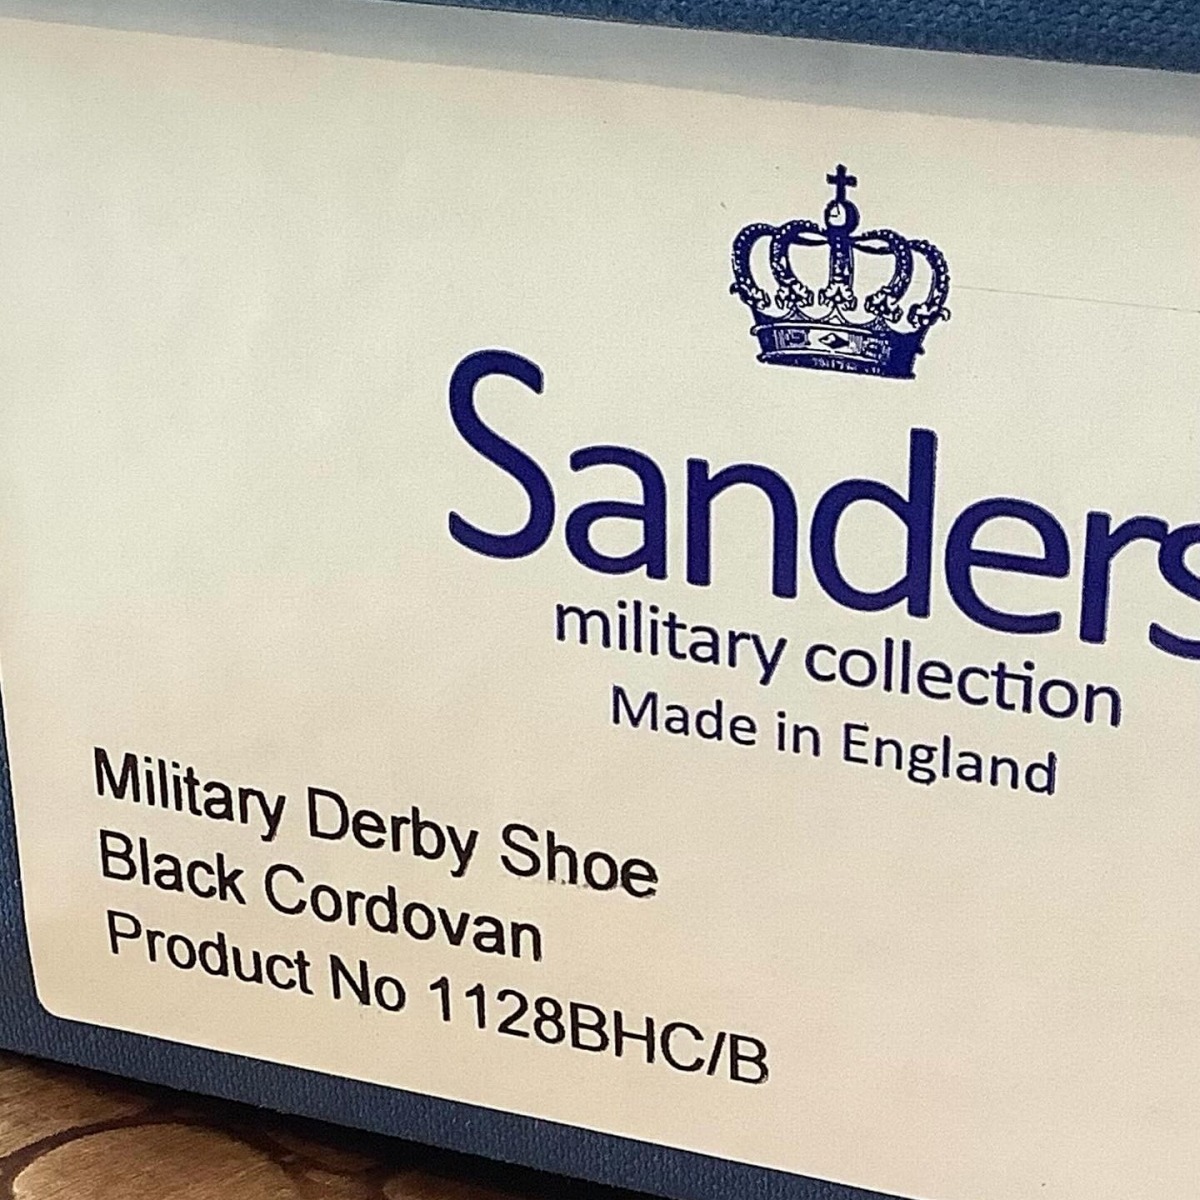 Sanders
military collection
Made in England
Military Derby Shoe
Black Cordovan
Product No 1128BHC/B